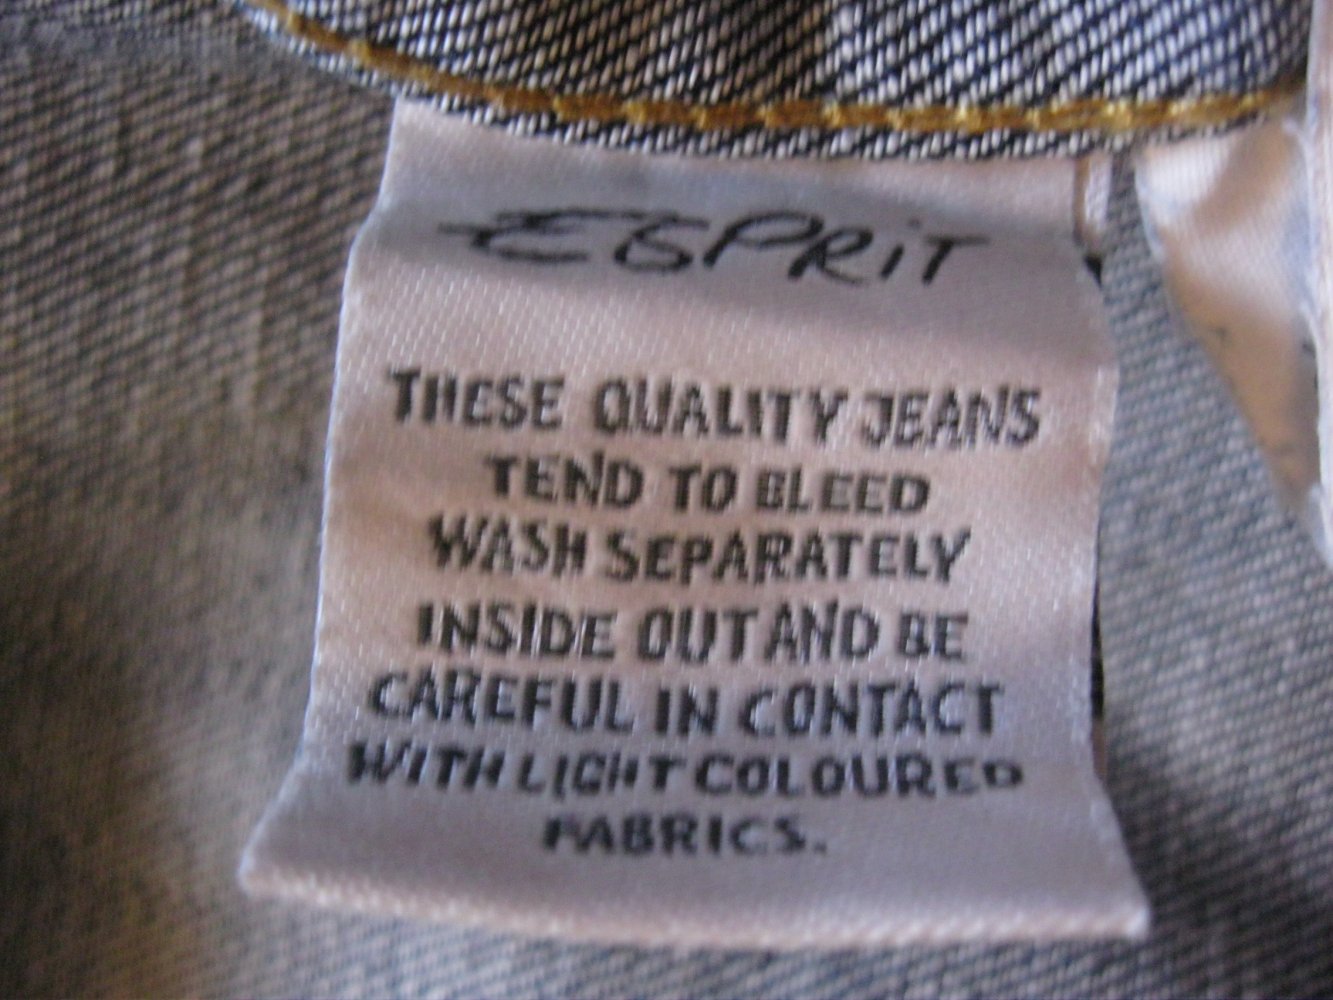 ESPRiT
THESE QUALITY JEANS
TEND TO BLEED
WASH SEPARATELY
INSIDE OUT AND BE
CAREFUL IN CONTACT
WITH LIGHT COLOURED
FABRICS.